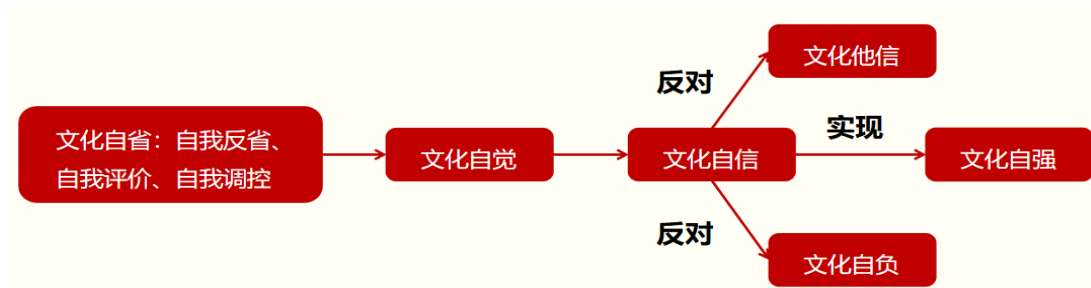 文化他信
反对
实现
文化自省：自我反省、
自我评价、自我调控
文化自觉
文化自信
文化自强
反对
文化自负